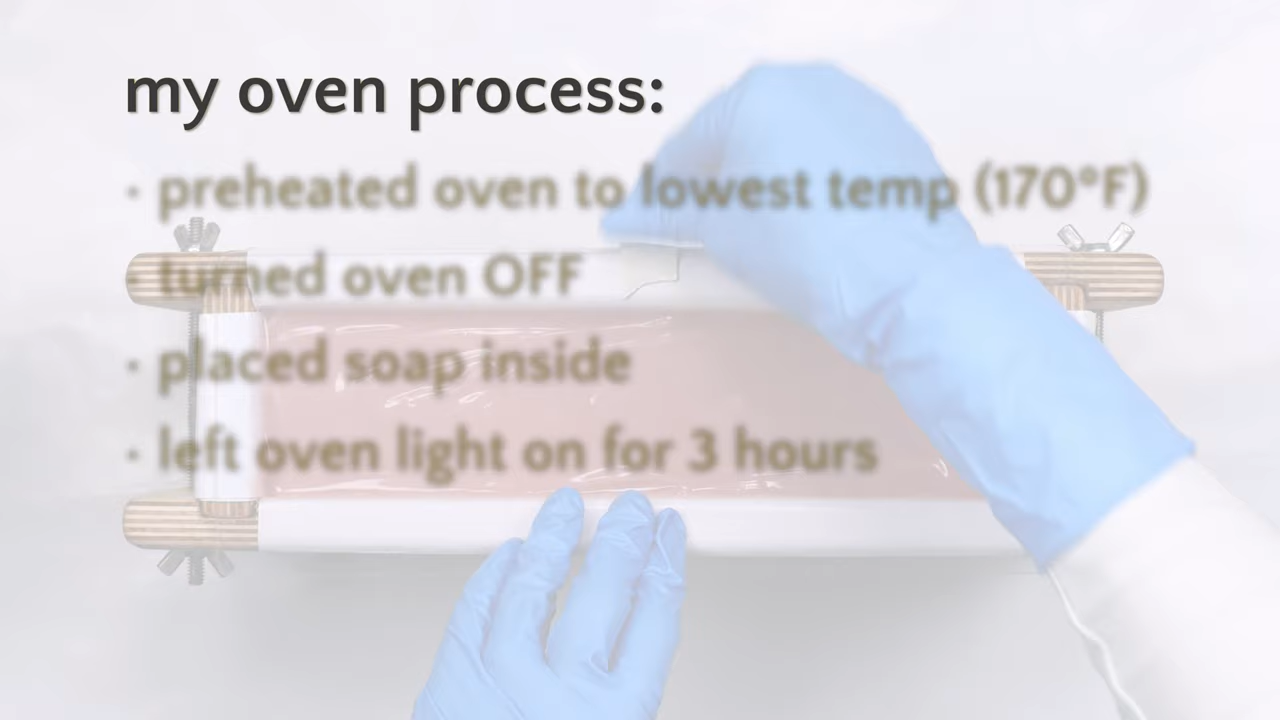 my oven process:
· preheated oven to lowest temp (170°F)
· turned oven OFF
· placed soap inside
· left oven light on for 3 hours